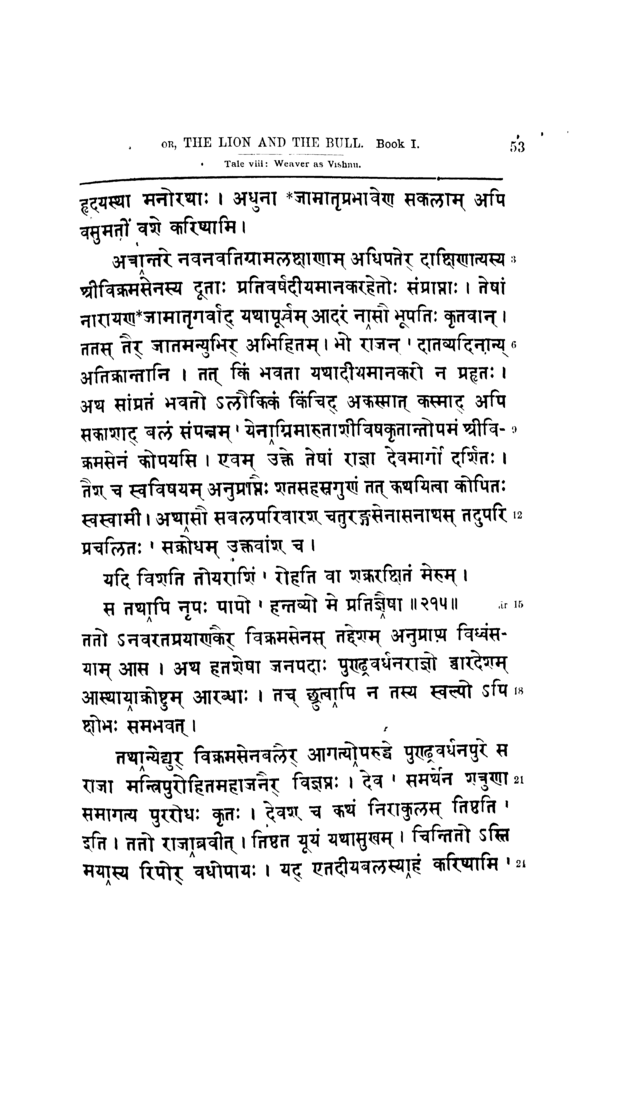 OR, THE LION AND THE BULL. Book I. 53
Tale viii: Weaver as Vishnu.
हृदयस्था मनोरथाः । अधुना *जामातृप्रभावेण सकलाम् अपि
वसुमतीं वशे करिष्यामि ।
अत्रान्तरे नवनवतिग्रामलक्षाणाम् अधिपतेर् दाक्षिणात्यस्य 3
श्रीविक्रमसेनस्य दूताः प्रतिवर्षदीयमानकरहेतोः संप्राप्ताः । तेषां
नारायण*जामातृगर्वाद् यथापूर्वम् आदरं नासौ भूपतिः कृतवान् ।
ततस् तैर् जातमन्युभिर् अभिहितम् । भो राजन् ' दातव्यदिनान्य् 6
अतिक्रान्तानि । तत् किं भवता यथादीयमानकरो न प्रहृतः ।
अथ सांप्रतं भवतो ऽलौकिकं किंचिद् अकस्मात् कस्माद् अपि
सकाशाद् बलं संपन्नम् ' येनाग्निमारुताशीविषकृतान्तोपमं श्रीवि- 9
क्रमसेनं कोपयसि । एवम् उक्ते तेषां राज्ञा देवमार्गो दर्शितः ।
तैश् च स्वविषयम् अनुप्राप्तैः शतसहस्रगुणं तत् कथयित्वा कोपितः
स्वस्वामी । अथासौ सबलपरिवारश् चतुरङ्गसेनासनाथस् तदुपरि 12
प्रचलितः ' सक्रोधम् उक्तवांश् च ।
यदि विशति तोयराशिं ' रोहति वा शक्ररक्षितं मेरुम् ।
स तथापि नृपः पापो ' हन्तव्यो मे प्रतिज्ञैषा ॥२१५॥ ār 15
ततो ऽनवरतप्रयाणकैर् विक्रमसेनस् तद्देशम् अनुप्राप्य विध्वंस-
याम् आस । अथ हतशेषा जनपदाः पुण्ड्रवर्धनराज्ञो द्वारदेशम्
आस्थायाक्रोष्टुम् आरब्धाः । तच् छ्रुत्वापि न तस्य स्वल्पो ऽपि 18
क्षोभः समभवत् ।
तथान्येद्युर् विक्रमसेनबलैर् आगत्योपरुद्धे पुण्ड्रवर्धनपुरे स
राजा मन्त्रिपुरोहितमहाजनैर् विज्ञप्तः । देव ' समर्थेन शत्रुणा 21
समागत्य पुररोधः कृतः । देवश् च कथं निराकुलम् तिष्ठति '
इति । ततो राजाब्रवीत् । तिष्ठत यूयं यथासुखम् । चिन्तितो ऽस्ति
मयास्य रिपोर् वधोपायः । यद् एतदीयबलस्याहं करिष्यामि ' 24